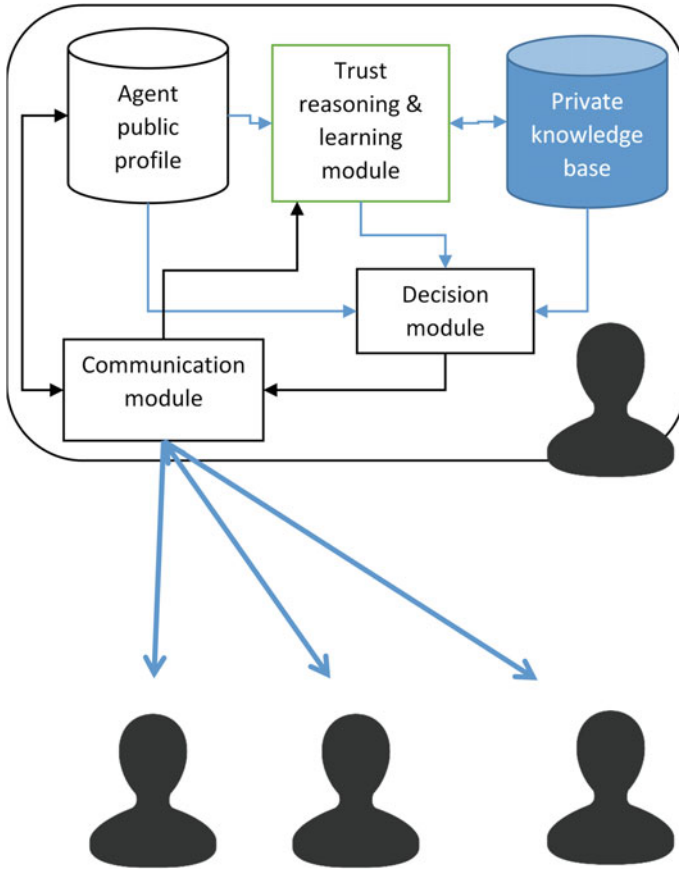 Agent
public
profile
Trust
reasoning &
learning
module
Private
knowledge
base
Decision
module
Communication
module